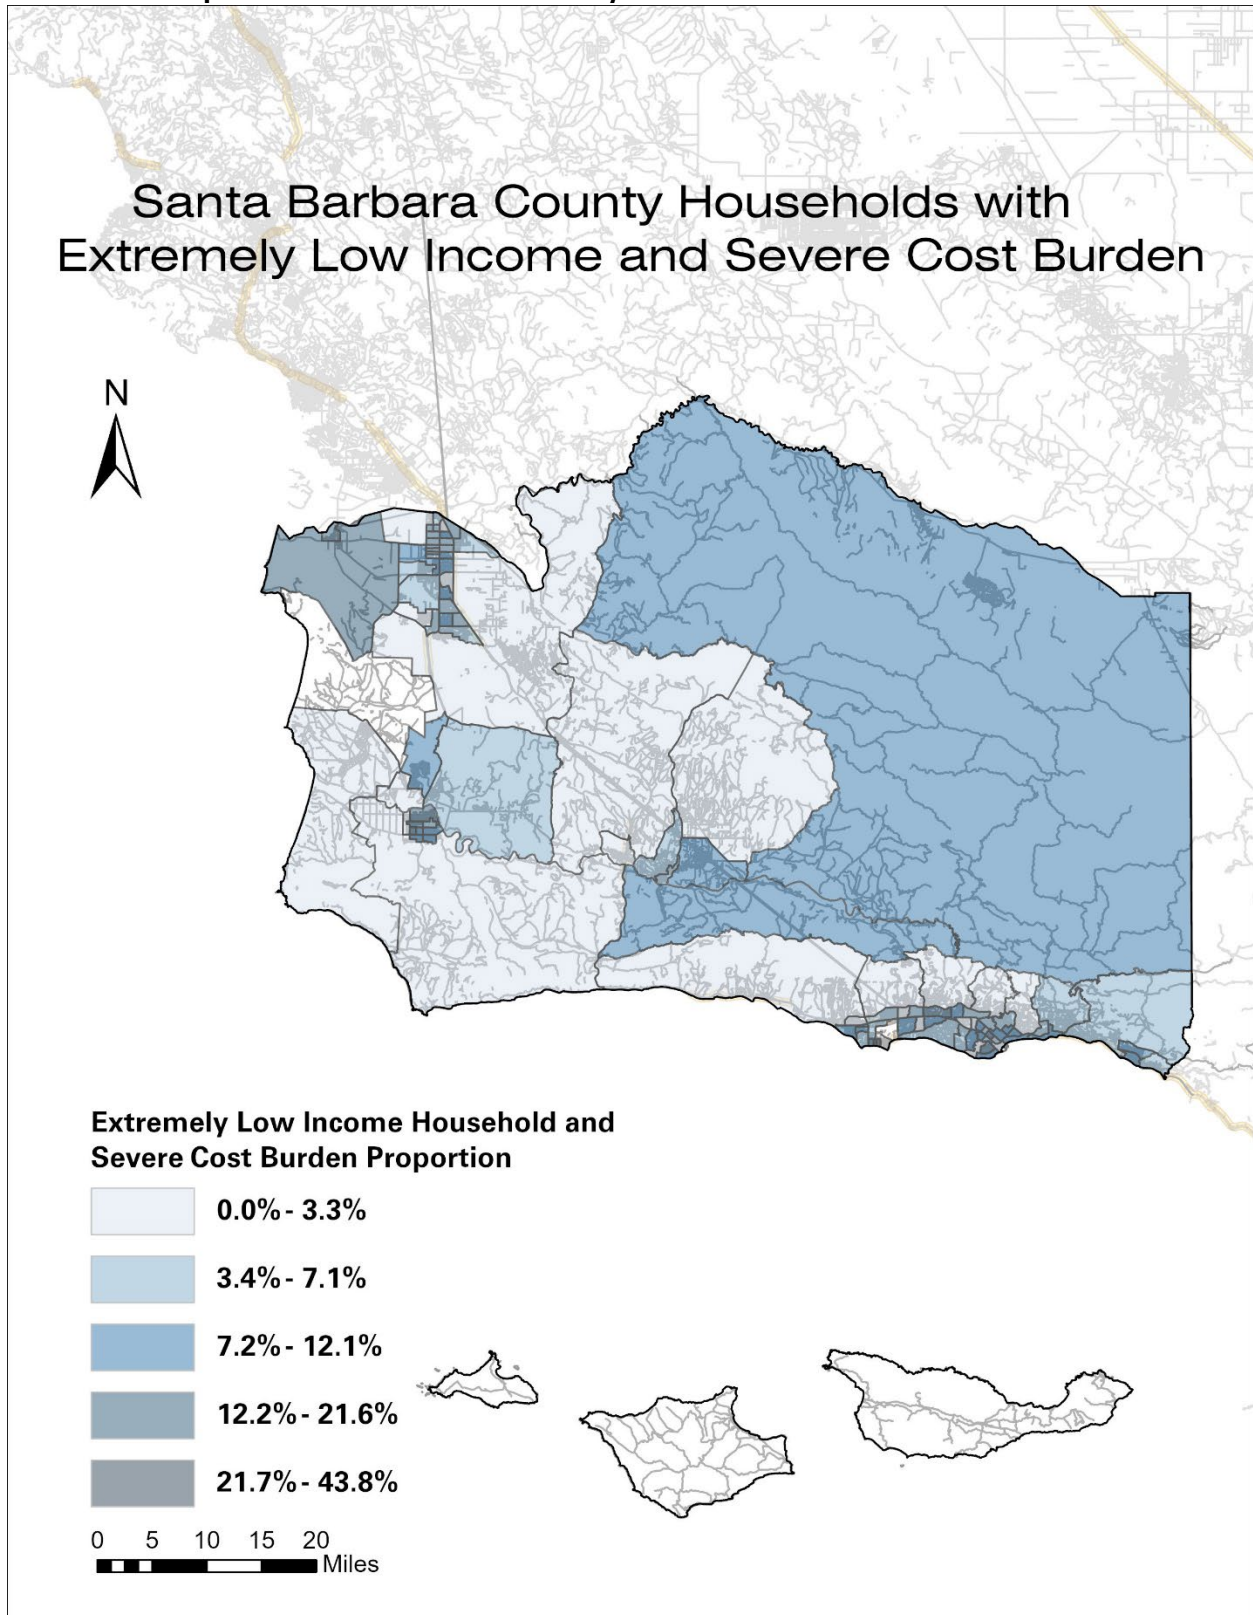 Santa Barbara County Households with
Extremely Low Income and Severe Cost Burden
N
Extremely Low Income Household and
Severe Cost Burden Proportion
0.0% - 3.3%
3.4% - 7.1%
7.2% - 12.1%
12.2% - 21.6%
21.7% - 43.8%
0 5 10 15 20
Miles